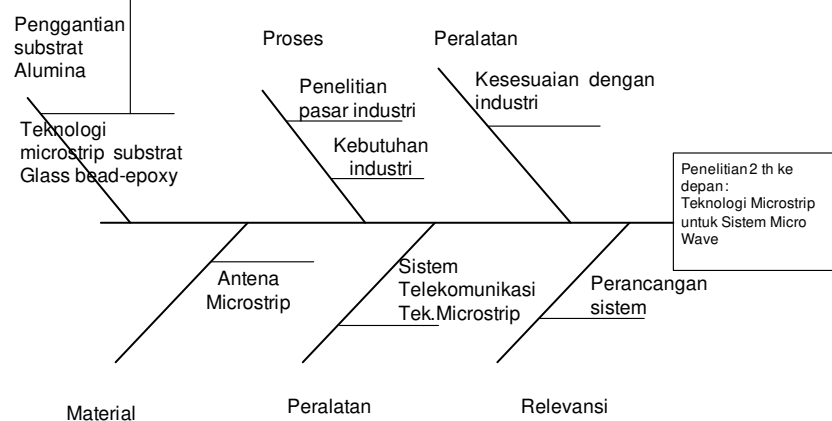 Penggantian
substrat
Alumina
Proses
Peralatan
Penelitian
pasar industri
Kesesuaian dengan
industri
Teknologi
microstrip substrat
Glass bead-epoxy
Kebutuhan
industri
Penelitian 2 th ke
depan :
Teknologi Microstrip
untuk Sistem Micro
Wave
Antena
Microstrip
Sistem
Telekomunikasi
Tek.Microstrip
Perancangan
sistem
Material
Peralatan
Relevansi